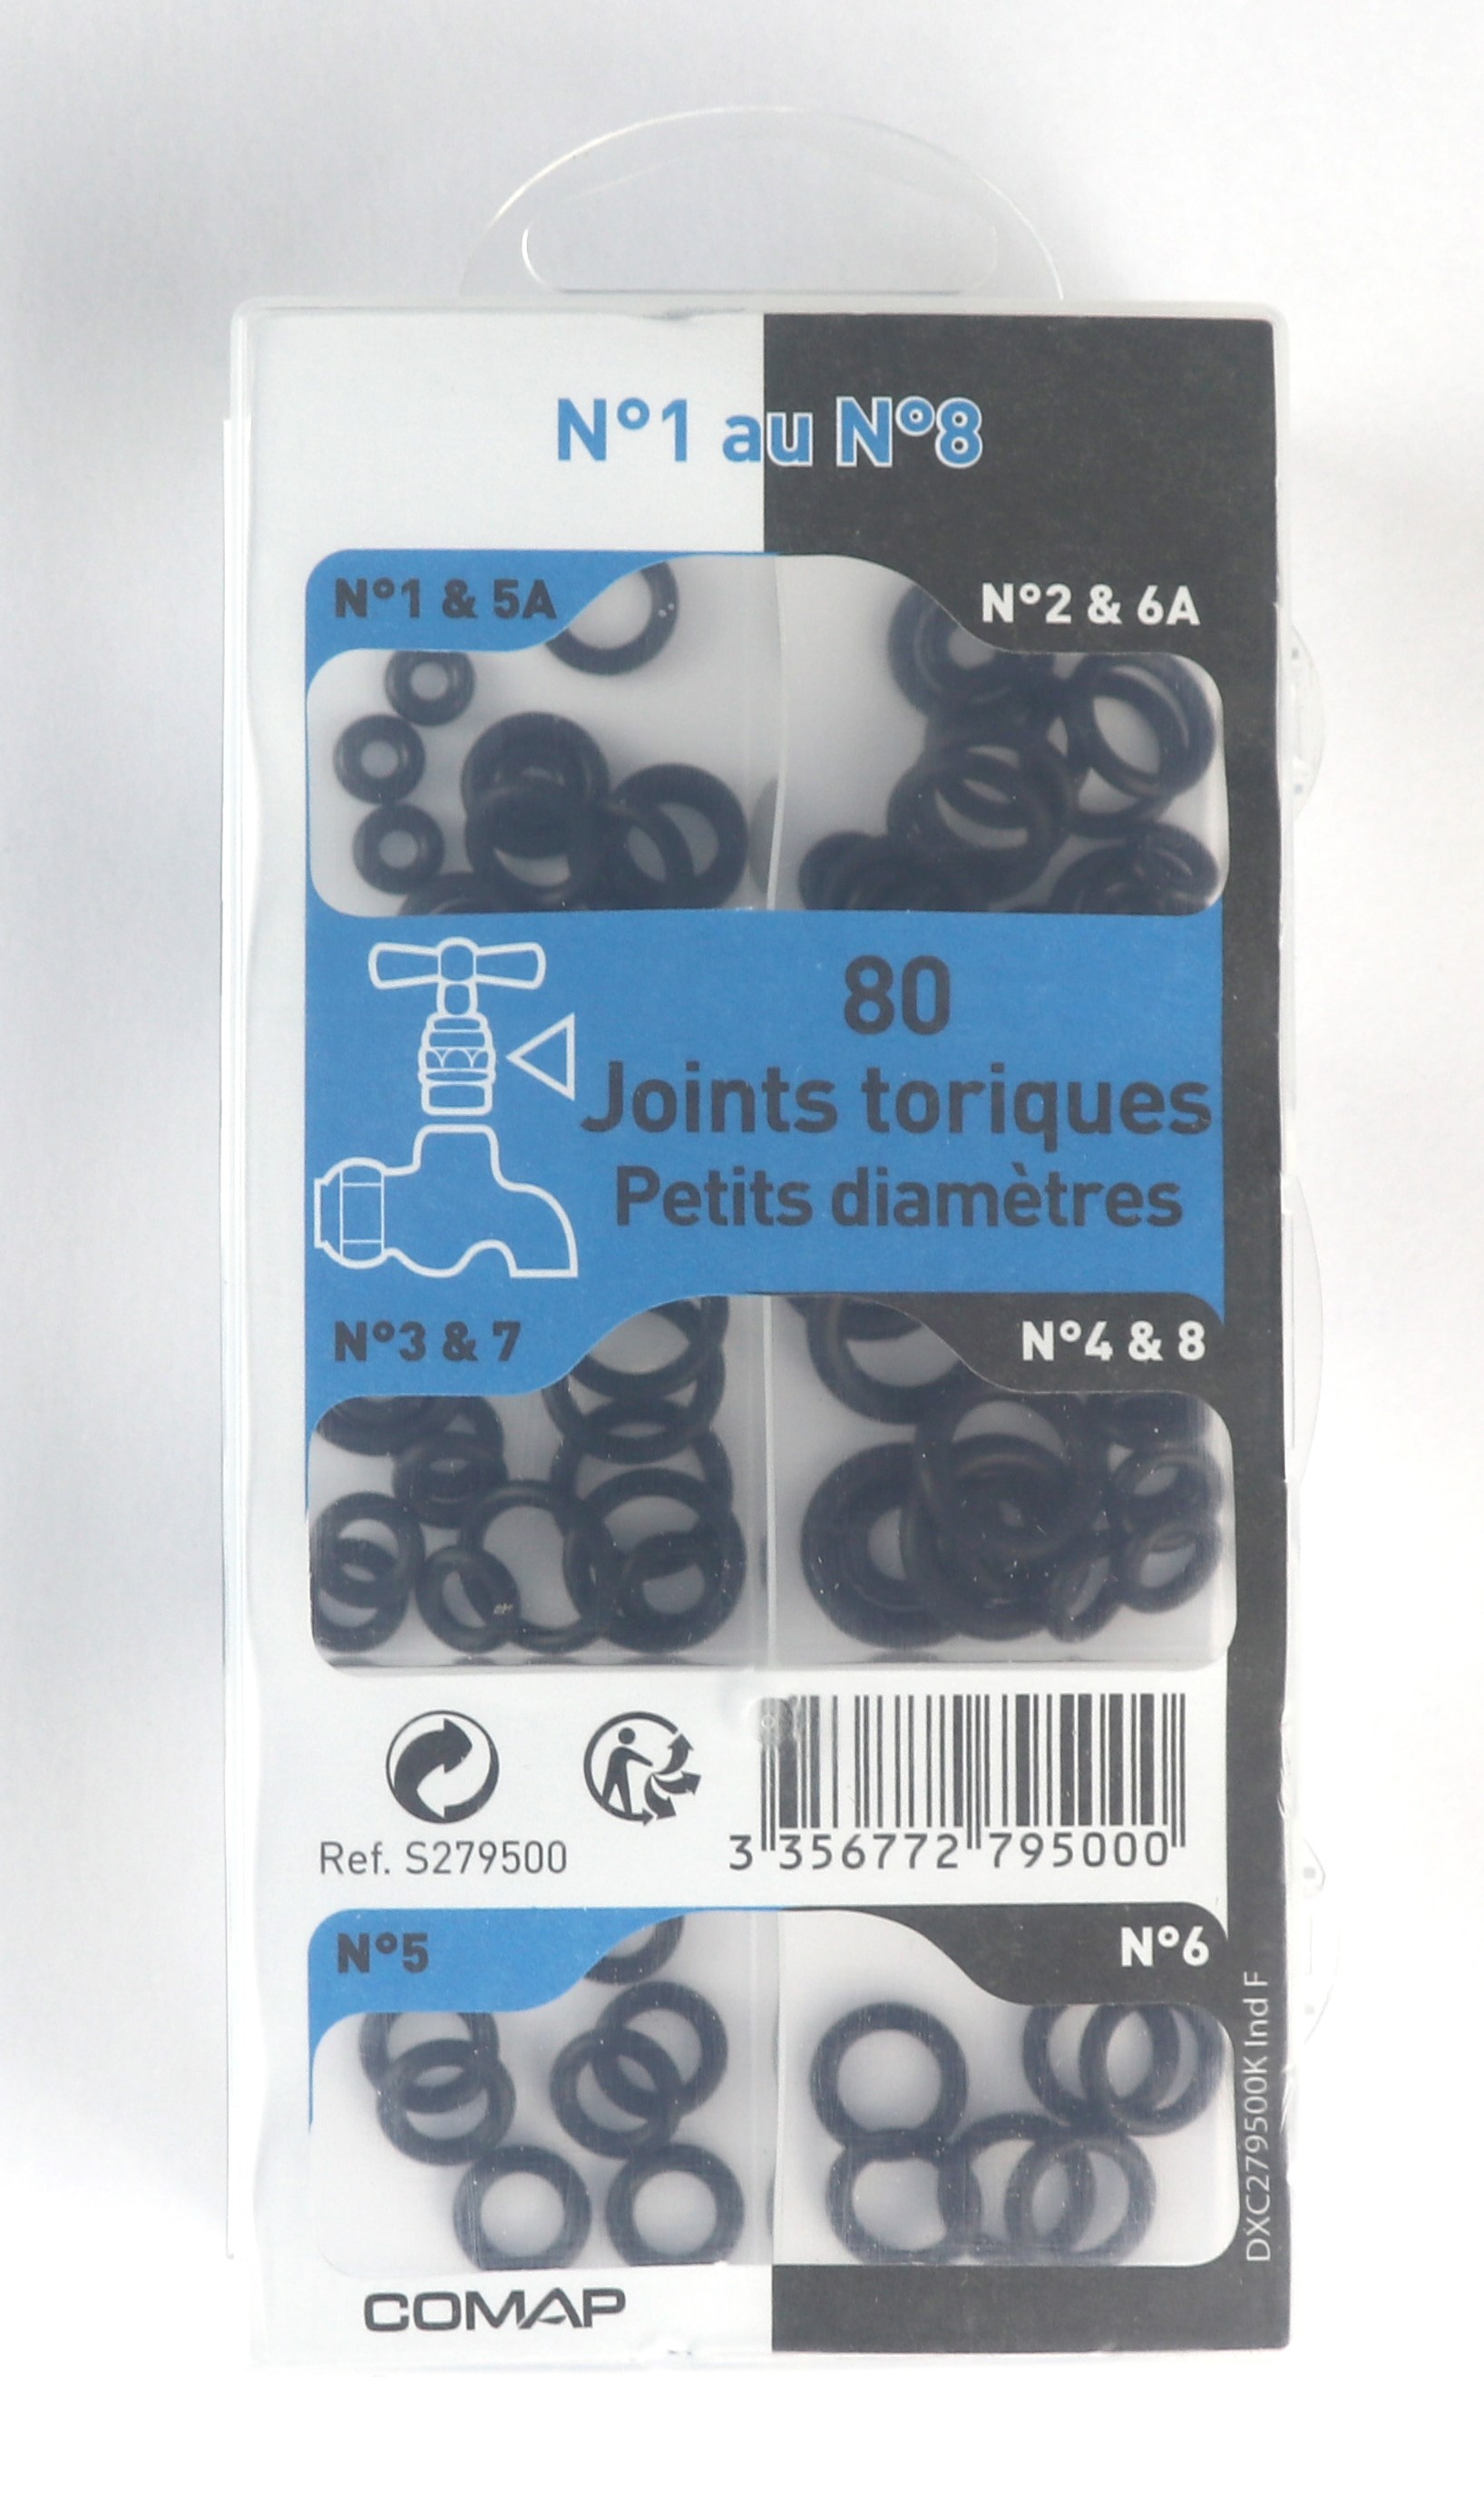 N°1 au N°8
N°1 & 5A
N°2 & 6A
80
Joints toriques
Petits diamètres
N°3 & 7
N°4 & 8
Ref. S279500
3 356772 795000
N°5
N°6
DXC279500K Ind F
COMAP